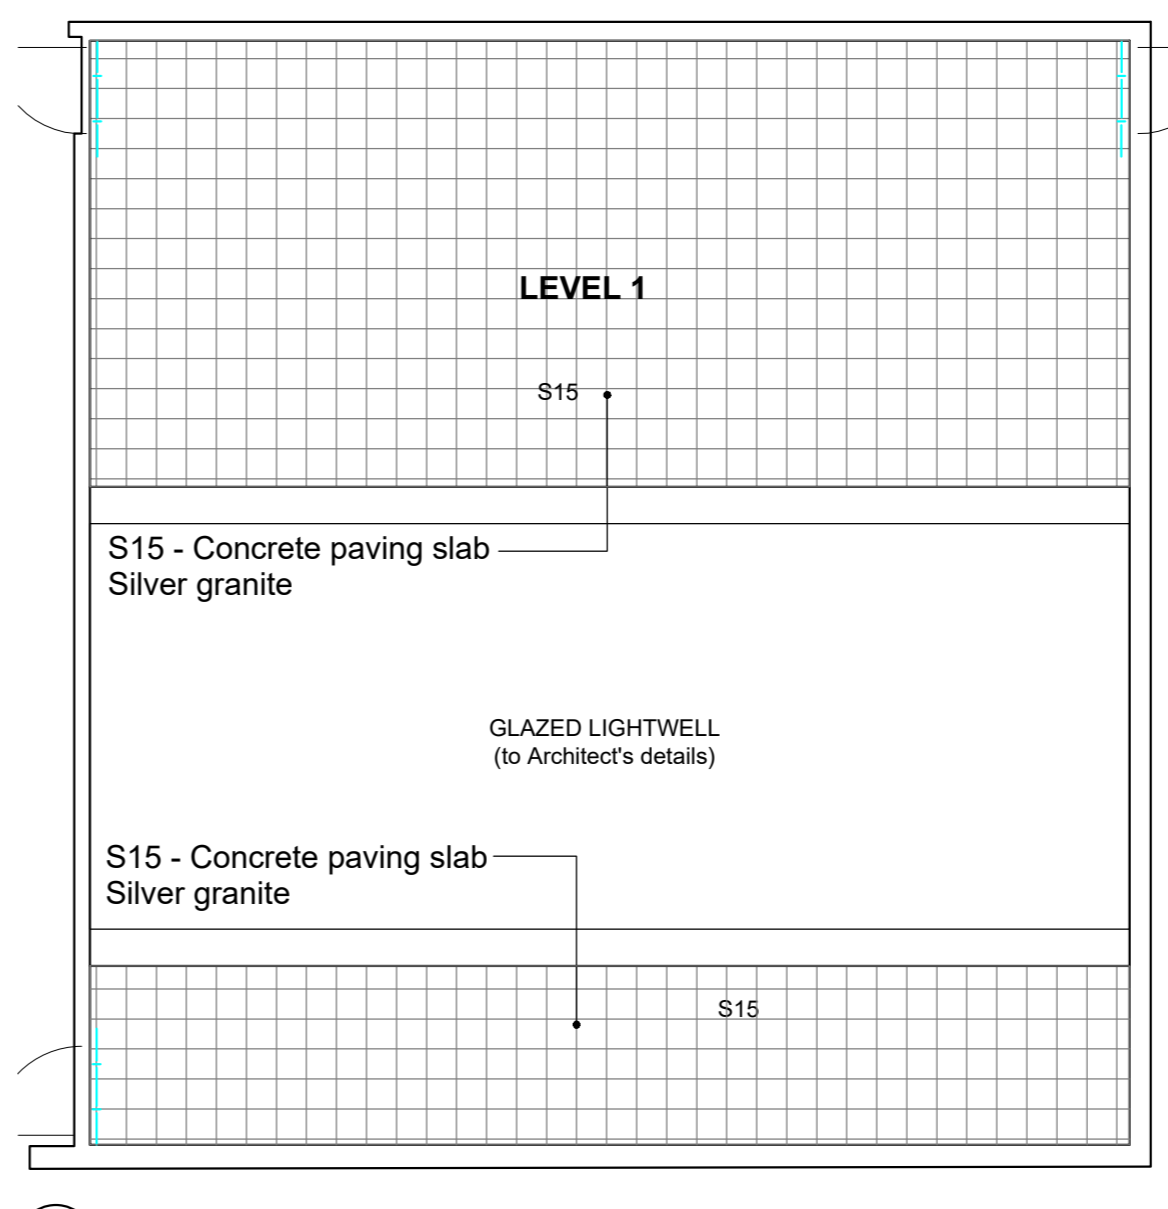 LEVEL 1
S15
S15 - Concrete paving slab
Silver granite
GLAZED LIGHTWELL
(to Architect's details)
S15 - Concrete paving slab
Silver granite
S15